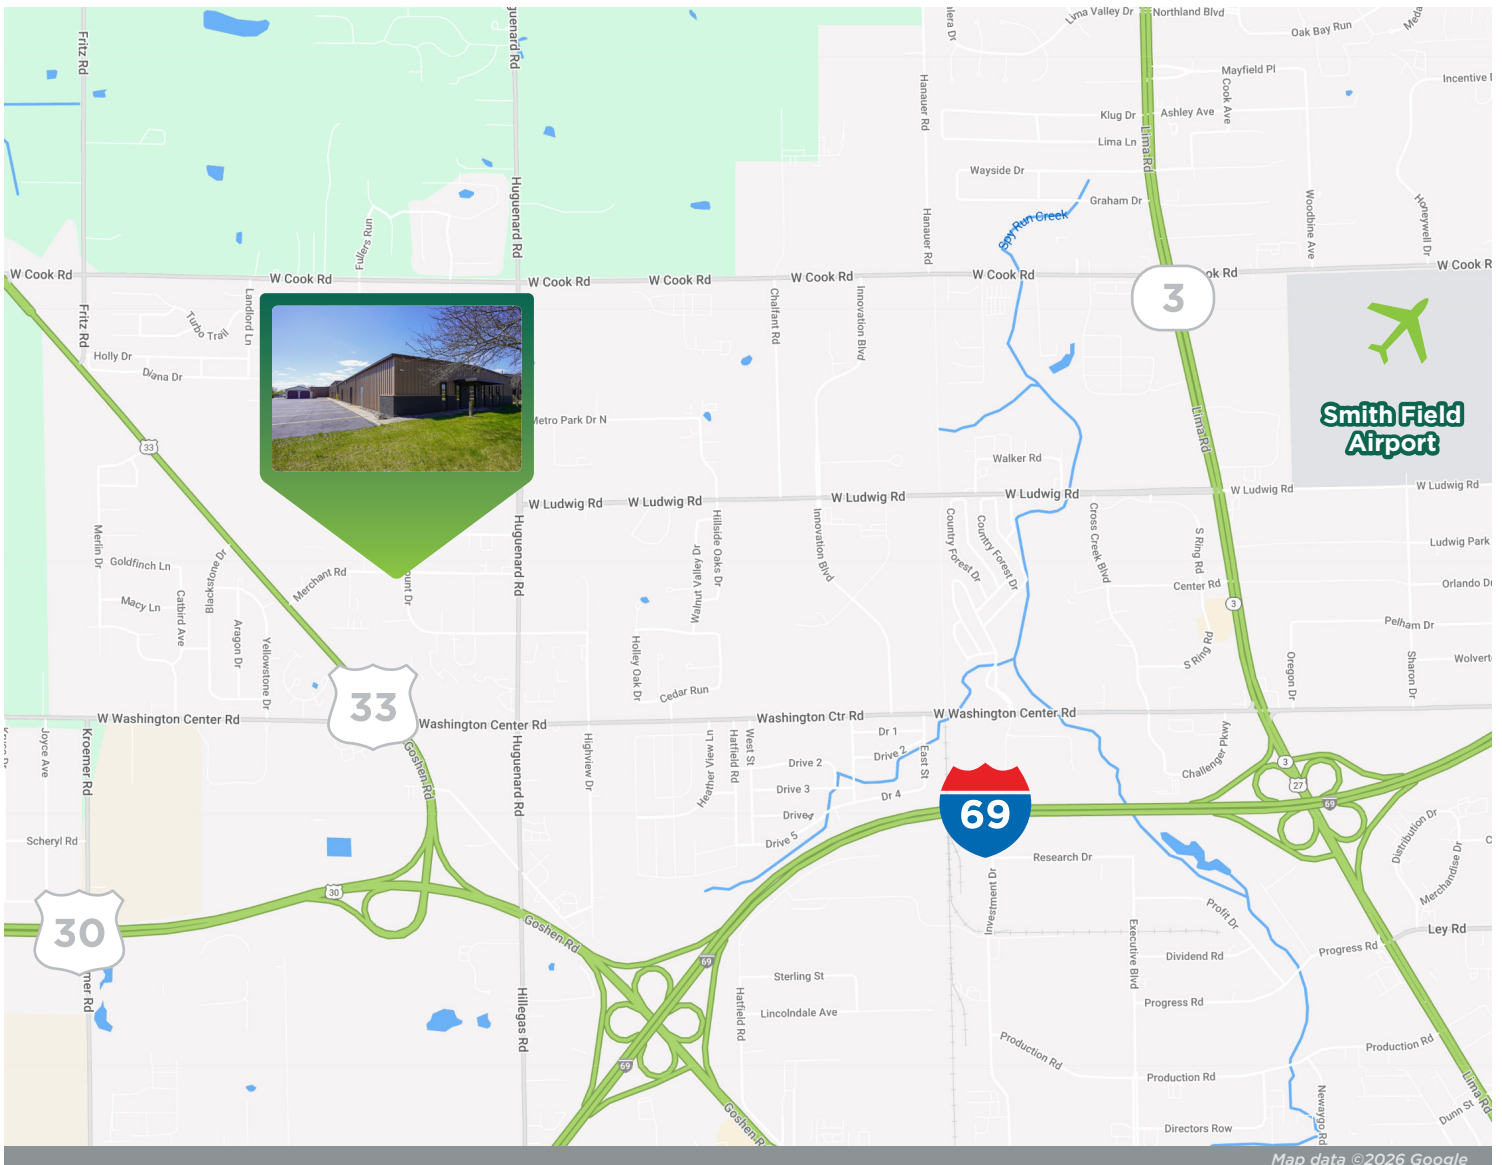 Lima Valley Dr
Northland Blvd
Oak Bay Run
Fritz Rd
Mayfield Pl
Incentive
Hanauer Rd
Cook Ave
Klug Dr
Ashley Ave
Lima Ln
Lima Rd
Wayside Dr
Huguenard Rd
Graham Dr
Woodbine Ave
Honeywell Dr
Spy Run Creek
Fullers Run
Hanauer Rd
W Cook Rd
W Cook Rd
W Cook Rd
W Cook Rd
W Cook Rd
W Cook Rd
W Cook R
3
Landlord Ln
Turbo Trail
Fritz Rd
Chalfant Rd
Innovation Blvd
Holly Dr
Diana Dr
Smith Field
Airport
Metro Park Dr N
Lima Rd
33
Walker Rd
W Ludwig Rd
W Ludwig Rd
W Ludwig Rd
W Ludwig Rd
W Ludwig Rd
W Ludwig Rd
Merlin Dr
Huguenard Rd
Hillside Oaks Dr
Innovation Blvd
Country Forest Dr
Country Forest Dr
Cross Creek Blvd
S Ring Rd
Ludwig Park
Goldfinch Ln
Blackstone Dr
Merchant Rd
Walnut Valley Dr
Center Rd
Orlando Dr
Macy Ln
Catbird Ave
3
Aragon Dr
Yellowstone Dr
Pelham Dr
S Ring Rd
Holley Oak Dr
Cedar Run
Oregon Dr
Sharon Dr
33
W Washington Center Rd
Washington Center Rd
Washington Ctr Rd
W Washington Center Rd
Joyce Ave
Kroemer Rd
Goshen Rd
Huguenard Rd
Highview Dr
Heather View Ln
Hatfield Rd
West St
Dr 1
Drive 2
Drive 2
East St
Challenger Pkwy
3
27
69
Drive 3
Dr 4
Drive4
69
Drive 5
Scheryl Rd
Distribution Dr
Merchandise Dr
Research Dr
30
Investment Dr
Profit Dr
30
Goshen Rd
Executive Blvd
Ley Rd
Progress Rd
69
Dividend Rd
Sterling St
Hillegas Rd
Hatfield Rd
Lincolndale Ave
Progress Rd
Production Rd
Production Rd
69
Production Rd
Lima Rd
Newaygo Rd
Dunn St
Goshen R
Directors Row
Map data ©2026 Google